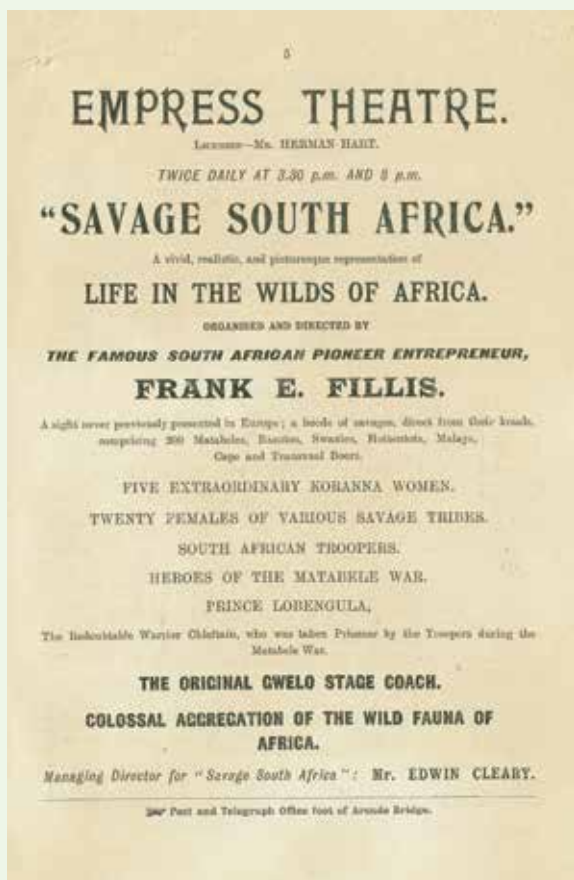 5
EMPRESS THEATRE.
Licensee—Mr. HERMAN HART.
TWICE DAILY AT 3.30 p.m. AND 8 p.m.
"SAVAGE SOUTH AFRICA."
A vivid, realistic, and picturesque representation of
LIFE IN THE WILDS OF AFRICA.
ORGANISED AND DIRECTED BY
THE FAMOUS SOUTH AFRICAN PIONEER ENTREPRENEUR,
FRANK E. FILLIS.
A sight never previously presented in Europe; a horde of savages, direct from their kraals,
comprising 200 Matabeles, Basutos, Swazies, Hottentots, Malays,
Cape and Transvaal Boers.
FIVE EXTRAORDINARY KORANNA WOMEN.
TWENTY FEMALES OF VARIOUS SAVAGE TRIBES.
SOUTH AFRICAN TROOPERS.
HEROES OF THE MATABELE WAR.
PRINCE LOBENGULA,
The Redoubtable Warrior Chieftain, who was taken Prisoner by the Troopers during the
Matabele War.
THE ORIGINAL GWELO STAGE COACH.
COLOSSAL AGGREGATION OF THE WILD FAUNA OF
AFRICA.
Managing Director for "Savage South Africa": Mr. EDWIN CLEARY.
Post and Telegraph Office foot of Arcade Bridge.